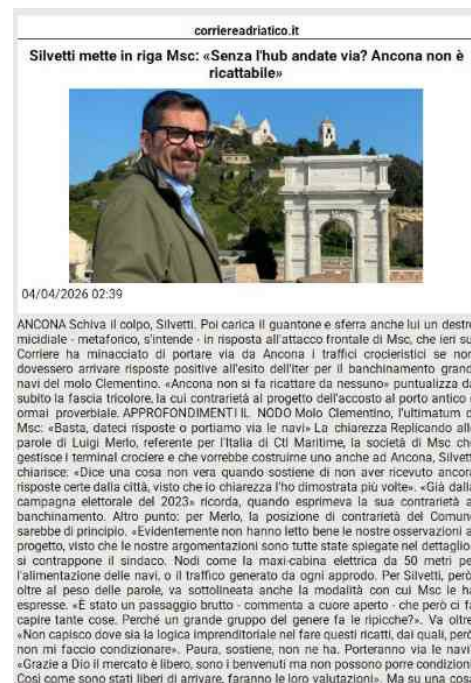 corriereadriatico.it
Silvetti mette in riga Msc: «Senza l'hub andate via? Ancona non è
ricattabile»
04/04/2026 02:39
ANCONA Schiva il colpo, Silvetti. Poi carica il guantone e sferra anche lui un destro
micidiale - metaforico, s'intende - in risposta all'attacco frontale di Msc, che ieri sul
Corriere ha minacciato di portare via da Ancona i traffici crocieristici se non
dovessero arrivare risposte positive all'esito dell'iter per il banchinamento grandi
navi del molo Clementino. «Ancona non si fa ricattare da nessuno» puntualizza da
subito la fascia tricolore, la cui contrarietà al progetto dell'accosto al porto antico
ormai proverbiale. APPROFONDIMENTI IL NODO Molo Clementino, l'ultimatum di
Msc: «Basta, dateci risposte o portiamo via le navi» La chiarezza Replicando alle
parole di Luigi Merlo, referente per l'Italia di Ctl Maritime, la società di Msc che
gestisce i terminal crociere e che vorrebbe costruirne uno anche ad Ancona, Silvetti
chiarisce: «Dice una cosa non vera quando sostiene di non aver ricevuto ancora
risposte certe dalla città, visto che io chiarezza l'ho dimostrata più volte». «Già dalla
campagna elettorale del 2023» ricorda, quando esprimeva la sua contrarietà al
banchinamento. Altro punto: per Merlo, la posizione di contrarietà del Comune
sarebbe di principio. «Evidentemente non hanno letto bene le nostre osservazioni al
progetto, visto che le nostre argomentazioni sono tutte state spiegate nel dettaglio»
si contrappone il sindaco. Nodi come la maxi-cabina elettrica da 50 metri per
l'alimentazione delle navi, o il traffico generato da ogni approdo. Per Silvetti, però,
oltre al peso delle parole, va sottolineata anche la modalità con cui Msc le ha
espresse. «È stato un passaggio brutto - commenta a cuore aperto - che però ci fa
capire tante cose. Perché un grande gruppo del genere fa le ripicche?». Va oltre:
«Non capisco dove sia la logica imprenditoriale nel fare questi ricatti, dai quali, però,
non mi faccio condizionare». Paura, sostiene, non ne ha. Porteranno via le navi?
«Grazie a Dio il mercato è libero, sono i benvenuti ma non possono porre condizioni.
Così come sono stati liberi di arrivare, faranno le loro valutazioni». Ma su una cosa